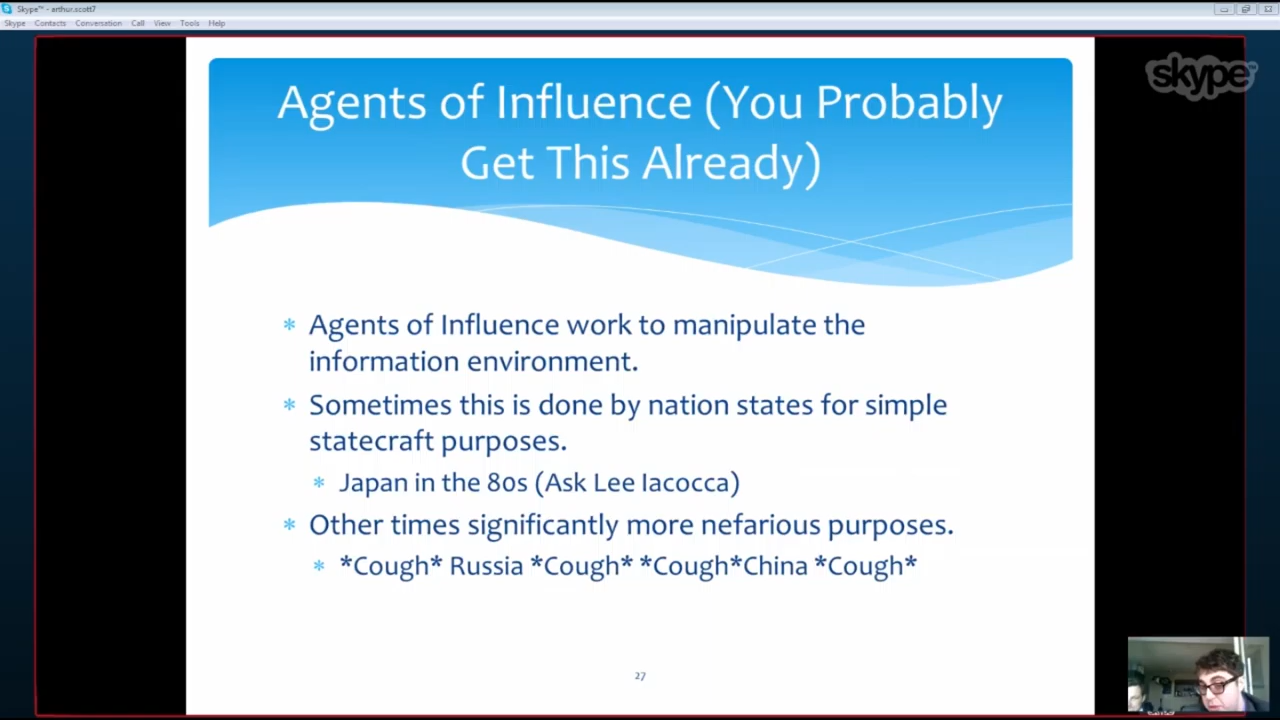 Skype™ - arthur.scott7
Skype Contacts Conversation Call View Tools Help
skype™
Agents of Influence (You Probably
Get This Already)
* Agents of Influence work to manipulate the
information environment.
* Sometimes this is done by nation states for simple
statecraft purposes.
* Japan in the 80s (Ask Lee Iacocca)
* Other times significantly more nefarious purposes.
* *Cough* Russia *Cough* *Cough*China *Cough*
27